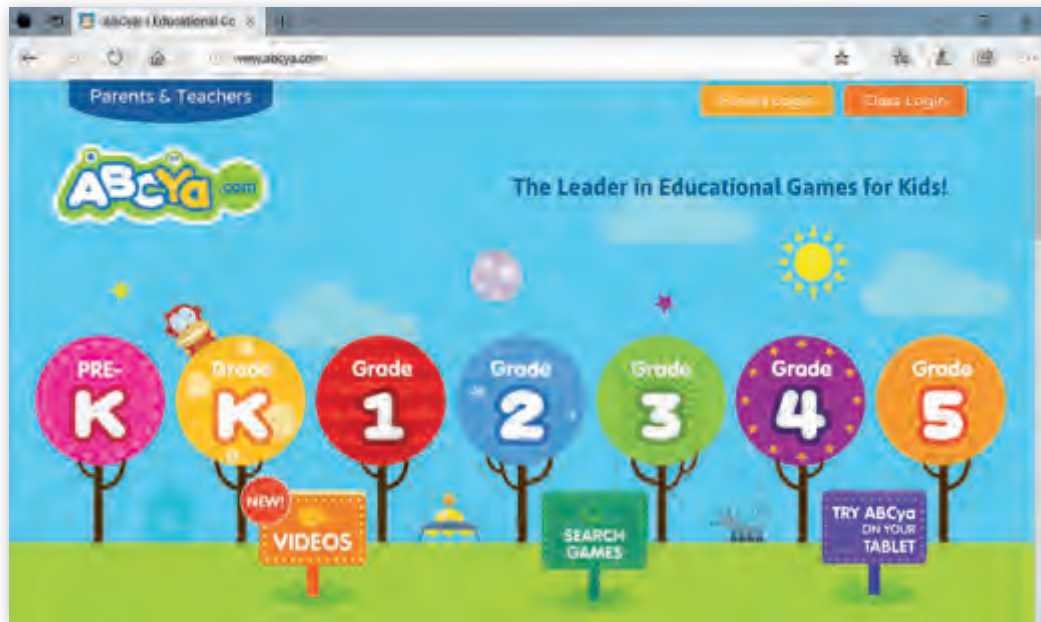 ABCya! Educational Co
www.abcya.com
Parents & Teachers
Class Login
ABCYa.com
The Leader in Educational Games for Kids!
PRE-
K
Grade
K
Grade
1
Grade
2
Grade
3
Grade
4
Grade
5
NEW!
VIDEOS
SEARCH
GAMES
TRY ABCya
ON YOUR
TABLET